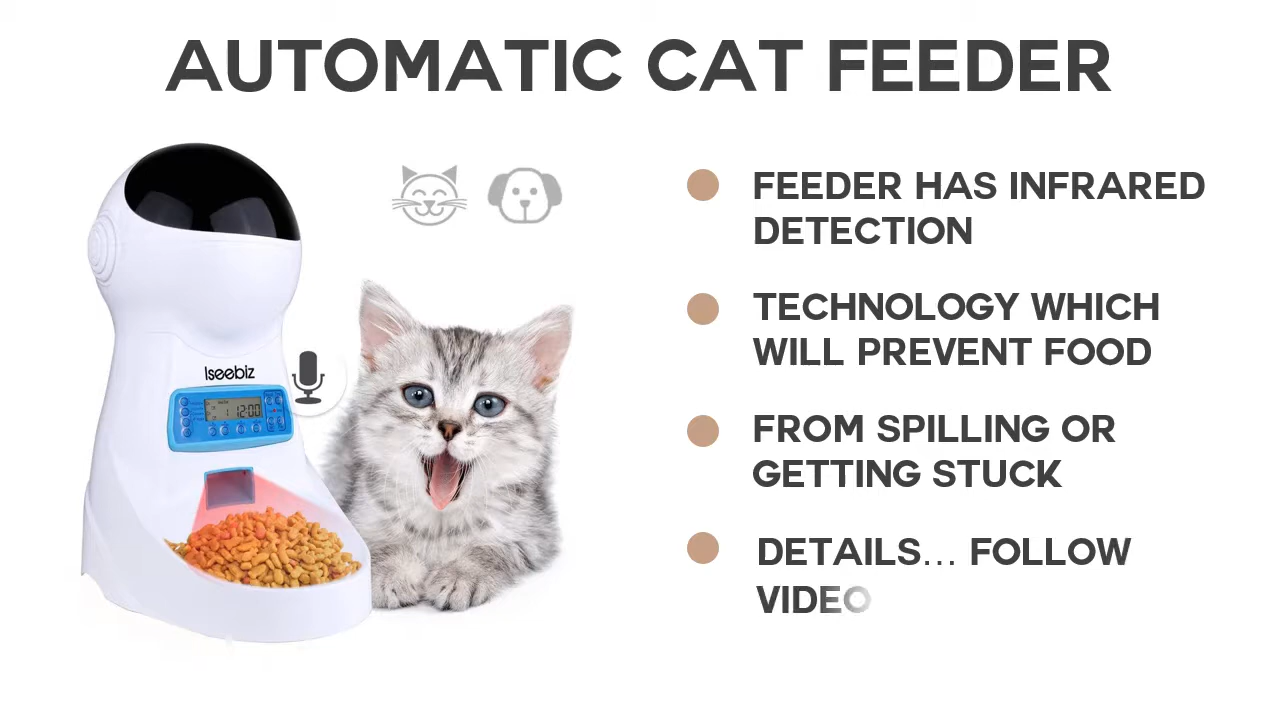 AUTOMATIC CAT FEEDER
FEEDER HAS INFRARED
DETECTION
TECHNOLOGY WHICH
WILL PREVENT FOOD
FROM SPILLING OR
GETTING STUCK
DETAILS... FOLLOW
VIDEO
Iseebiz
12:00